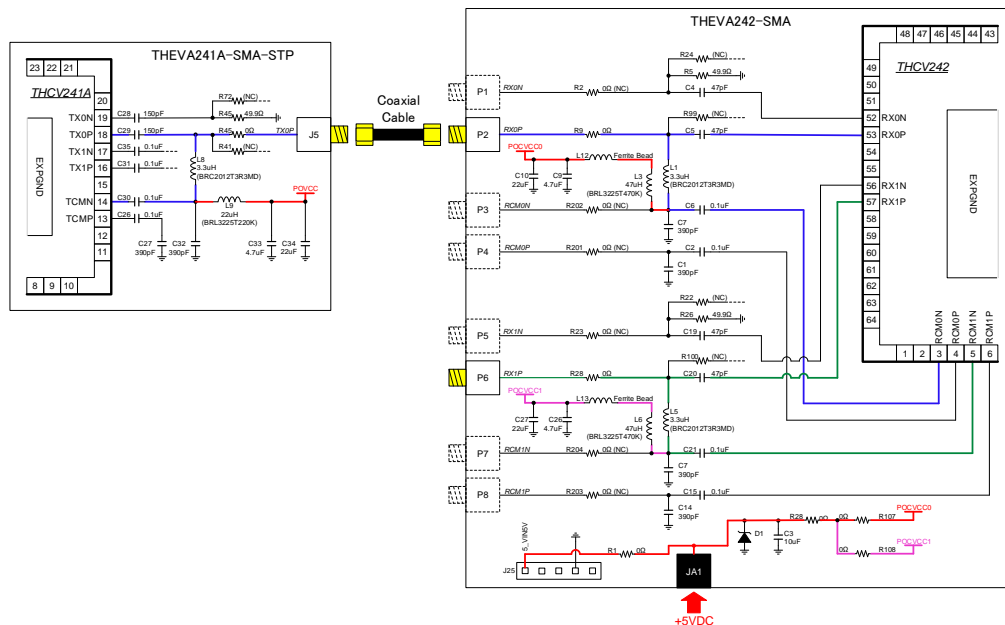 THEVA241A-SMA-STP
23 22 21
THCV241A
20
TX0N 19 C28 150pF R72 (NC)
R45 49.9Ω
TX0P 18 C29 150pF R45 0Ω TX0P J5
TX1N 17 C35 0.1uF R41 (NC)
TX1P 16 C31 0.1uF
15
L8
3.3uH
(BRC2012T3R3MD)
EXPGND
TCMN 14 C30 0.1uF
L9
22uH
(BRL3225T220K)
POVCC
TCMP 13 C26 0.1uF
12
11
C27
390pF
C32
390pF
C33
4.7uF
C34
22uF
8 9 10
Coaxial
Cable
THEVA242-SMA
48 47 46 45 44 43
THCV242
49
50
51
52 RX0N
53 RX0P
54
55
56 RX1N
57 RX1P
58
59
60
61
62
63
64
EXPGND
RCM0N
RCM0P
RCM1N
RCM1P
1 2 3 4 5 6
R24 (NC)
R5 49.9Ω
P1 RX0N R2 0Ω (NC) C4 47pF
R99 (NC)
P2 RX0P R9 0Ω C5 47pF
POCVCC0
L12 Ferrite Bead
C10
22uF
C9
4.7uF
L3
47uH
(BRL3225T470K)
L1
3.3uH
(BRC2012T3R3MD)
P3 RCM0N R202 0Ω (NC) C6 0.1uF
C7
390pF
P4 RCM0P R201 0Ω (NC) C2 0.1uF
C1
390pF
R22 (NC)
R26 49.9Ω
P5 RX1N R23 0Ω (NC) C19 47pF
R100 (NC)
P6 RX1P R28 0Ω C20 47pF
POCVCC1
L13 Ferrite Bead
C27
22uF
C26
4.7uF
L6
47uH
(BRL3225T470K)
L5
3.3uH
(BRC2012T3R3MD)
P7 RCM1N R204 0Ω (NC) C21 0.1uF
C7
390pF
P8 RCM1P R203 0Ω (NC) C15 0.1uF
C14
390pF
5_VIN5V
J25
R1 0Ω
JA1
+5VDC
D1
C3
10uF
R28 0Ω
0Ω R107
POCVCC0
0Ω R108
POCVCC1